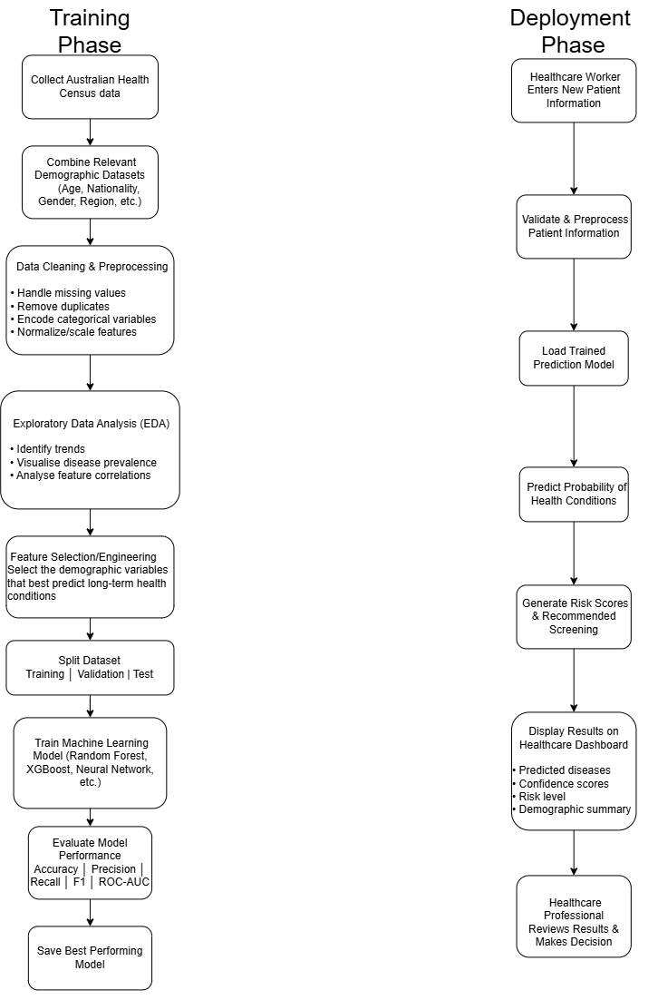 Training
Phase
Collect Australian Health
Census data
Combine Relevant
Demographic Datasets
(Age, Nationality,
Gender, Region, etc.)
Data Cleaning & Preprocessing
• Handle missing values
• Remove duplicates
• Encode categorical variables
• Normalize/scale features
Exploratory Data Analysis (EDA)
• Identify trends
• Visualise disease prevalence
• Analyse feature correlations
Feature Selection/Engineering
Select the demographic variables
that best predict long-term health
conditions
Split Dataset
Training │ Validation | Test
Train Machine Learning
Model (Random Forest,
XGBoost, Neural Network,
etc.)
Evaluate Model
Performance
Accuracy │ Precision │
Recall │ F1 │ ROC-AUC
Save Best Performing
Model
Deployment
Phase
Healthcare Worker
Enters New Patient
Information
Validate & Preprocess
Patient Information
Load Trained
Prediction Model
Predict Probability of
Health Conditions
Generate Risk Scores
& Recommended
Screening
Display Results on
Healthcare Dashboard
• Predicted diseases
• Confidence scores
• Risk level
• Demographic summary
Healthcare
Professional
Reviews Results &
Makes Decision